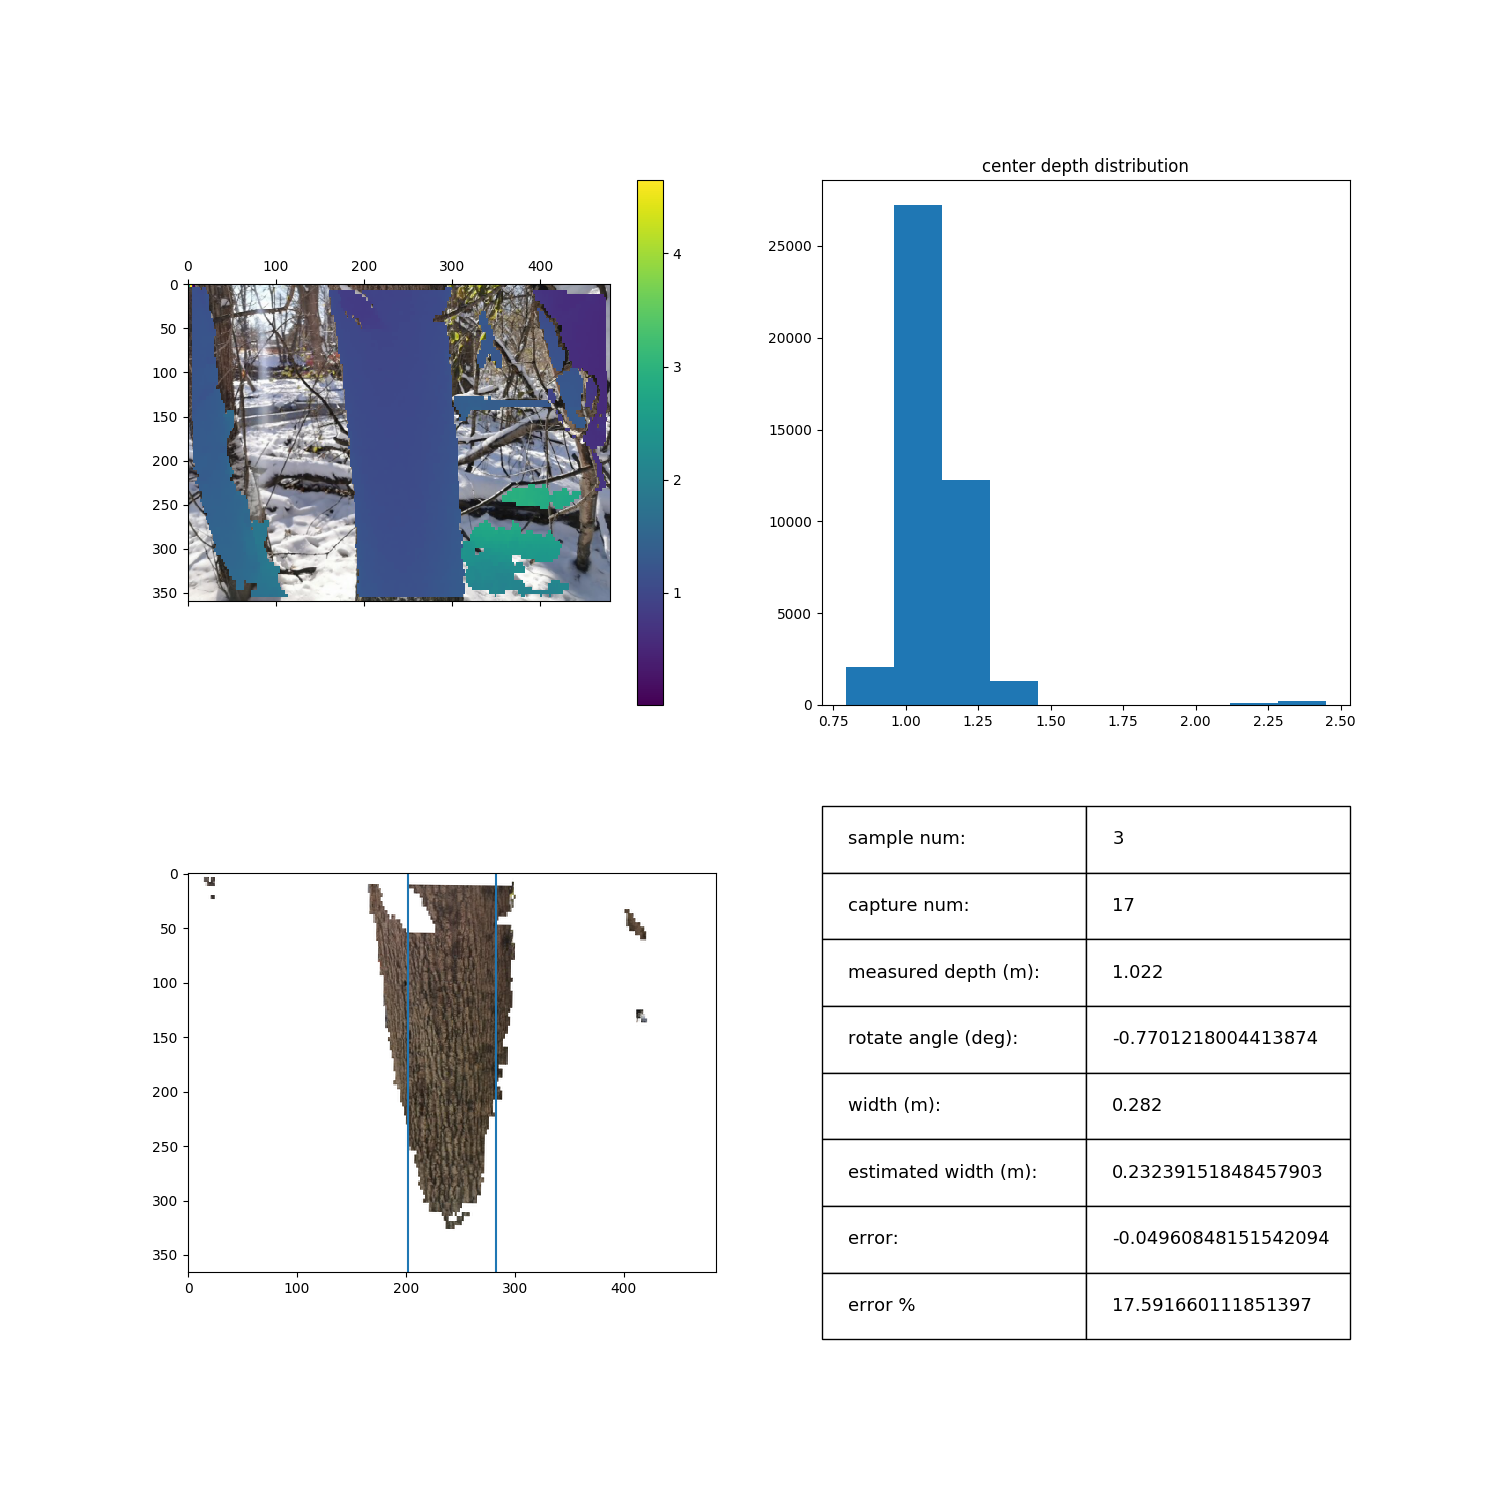 0 100 200 300 400
0
50
100
150
200
250
300
350
4
3
2
1
center depth distribution
25000
20000
15000
10000
5000
0
0.75 1.00 1.25 1.50 1.75 2.00 2.25 2.50
0
50
100
150
200
250
300
350
0 100 200 300 400
sample num: 3
capture num: 17
measured depth (m): 1.022
rotate angle (deg): -0.7701218004413874
width (m): 0.282
estimated width (m): 0.23239151848457903
error: -0.04960848151542094
error % 17.591660111851397